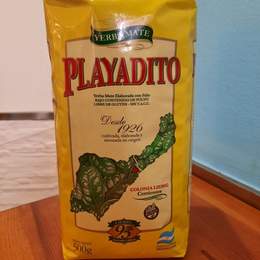 YERBA MATE
PLAYADITO
Yerba Mate Elaborada con Palo
BAJO CONTENIDO DE POLVO
LIBRE DE GLUTEN - SIN T.A.C.C.
Desde
1926
cultivada, elaborada y
envasada en origen
COLONIA LIEBIG
Corrientes
95
500g